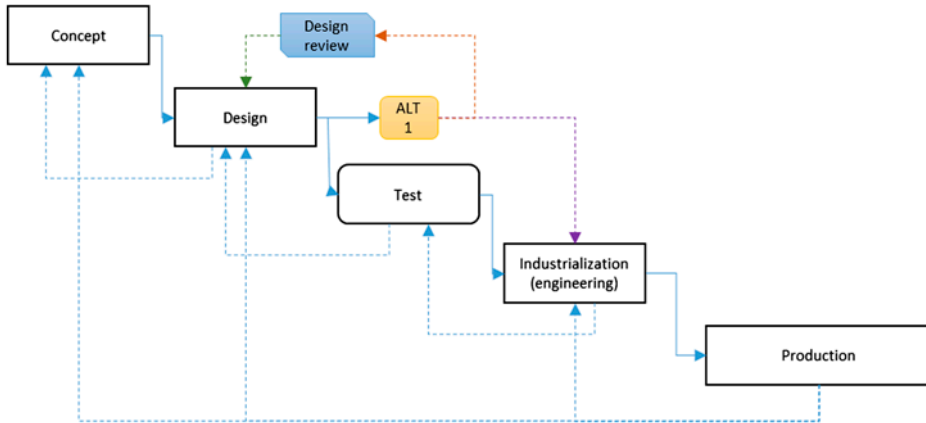 Concept
Design
review
Design
ALT
1
Test
Industrialization
(engineering)
Production